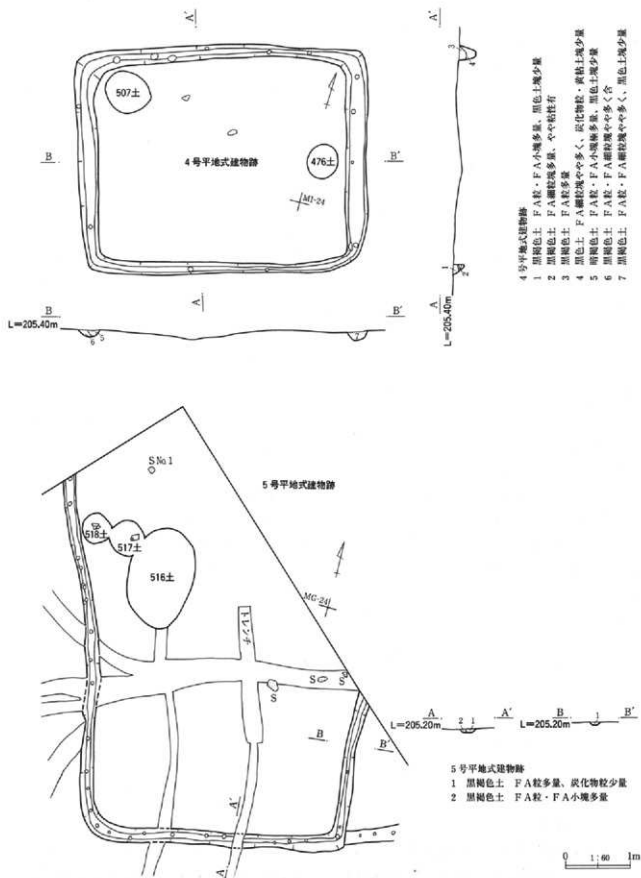 A'
507土
4号平地式建物跡
B
476土
B'
MI-24
A
B
L=205.40m
B'
6 5
7
A'
3
4
1
2
A
L=205.40m
4号平地式建物跡
1 黒褐色土 FA粒・FA小塊多量、黒色土塊少量
2 黒褐色土 FA細粒塊多量、やや粘性有
3 黒褐色土 FA粒多量
4 黒色土 FA細粒塊やや多く、炭化物粒・黄粘土塊少量
5 暗褐色土 FA粒・FA小塊極多量、黒色土塊少量
6 黒褐色土 FA粒・FA細粒塊やや多く含
7 黒褐色土 FA粒・FA細粒塊やや多く、黒色土塊少量
S No.1
5号平地式建物跡
518土
517土
516土
MG-24
トレンチ
S
S
S
B
B'
A'
A
A
A'
L=205.20m
2 1
B
B'
L=205.20m
1
5号平地式建物跡
1 黒褐色土 FA粒多量、炭化物粒少量
2 黒褐色土 FA粒・FA小塊多量
0 1:60 1m